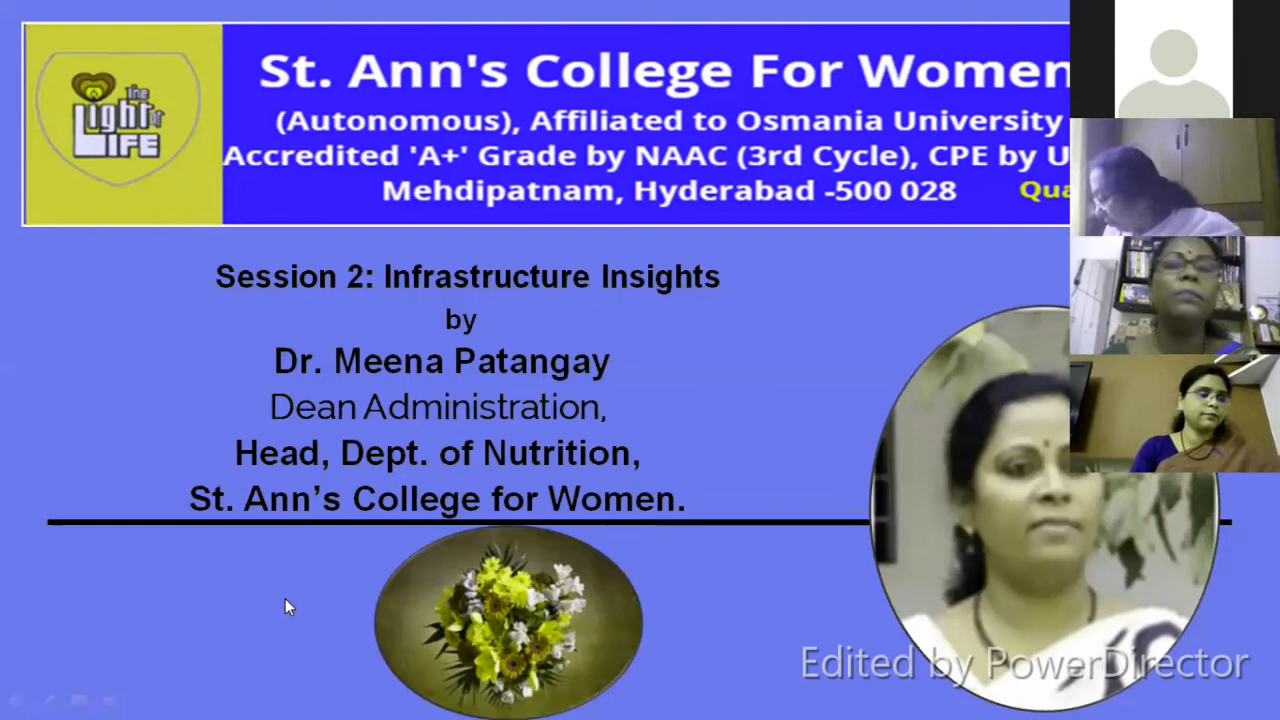 The
Light of
LIFE
St. Ann's College For Women
(Autonomous), Affiliated to Osmania University
Accredited 'A+' Grade by NAAC (3rd Cycle), CPE by U
Mehdipatnam, Hyderabad -500 028
Qua
Session 2: Infrastructure Insights
by
Dr. Meena Patangay
Dean Administration,
Head, Dept. of Nutrition,
St. Ann’s College for Women.
Edited by PowerDirector